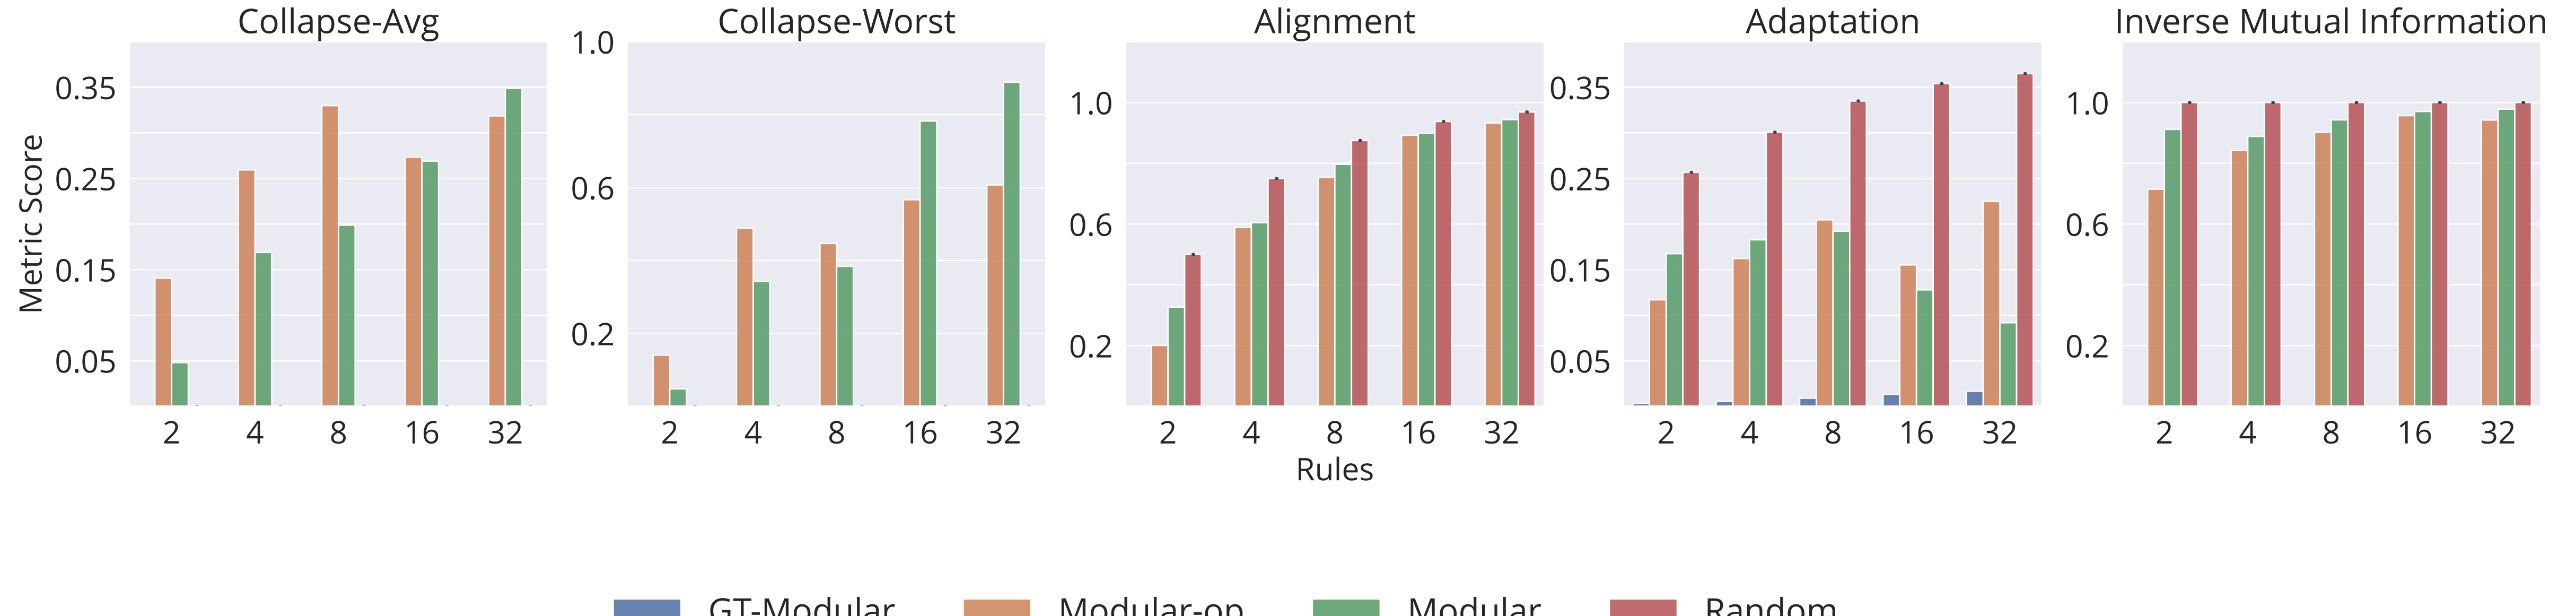 Collapse-Avg Collapse-Worst Alignment Adaptation Inverse Mutual Information
Metric Score
0.35
0.25
0.15
0.05
2 4 8 16 32
1.0
0.6
0.2
2 4 8 16 32
1.0
0.6
0.2
2 4 8 16 32
Rules
0.35
0.25
0.15
0.05
2 4 8 16 32
1.0
0.6
0.2
2 4 8 16 32
GT-Modular Modular-op Modular Random